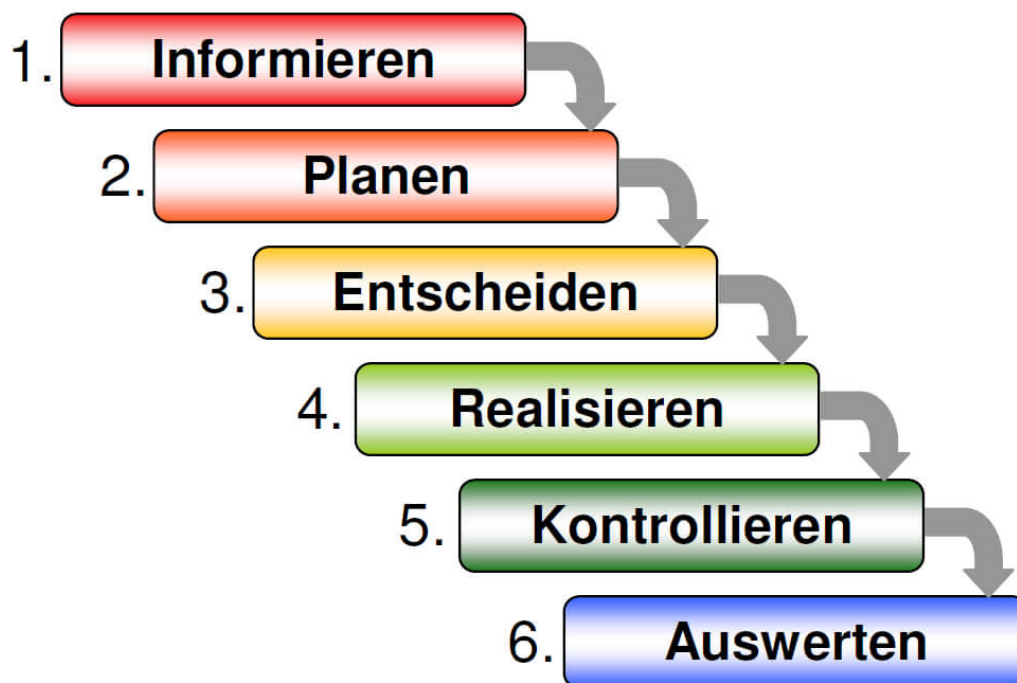 1. Informieren
2. Planen
3. Entscheiden
4. Realisieren
5. Kontrollieren
6. Auswerten